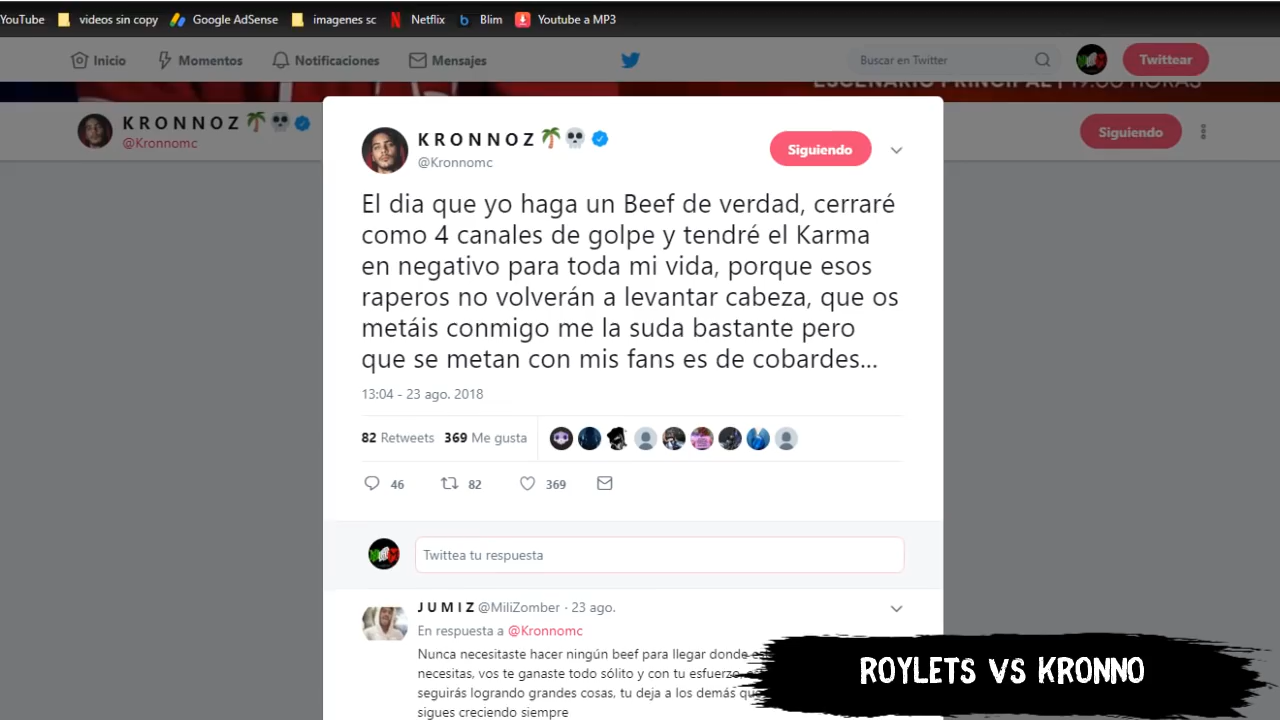 YouTube videos sin copy Google AdSense imagenes sc Netflix Blim Youtube a MP3
Inicio Momentos Notificaciones Mensajes Buscar en Twitter Twittear
ESCENARIO PRINCIPAL | 19:00 HORAS
K R O N N O Z
@Kronnomc
Siguiendo
K R O N N O Z
@Kronnomc
Siguiendo
El dia que yo haga un Beef de verdad, cerraré
como 4 canales de golpe y tendré el Karma
en negativo para toda mi vida, porque esos
raperos no volverán a levantar cabeza, que os
metáis conmigo me la suda bastante pero
que se metan con mis fans es de cobardes...
13:04 - 23 ago. 2018
82 Retweets 369 Me gusta
46 82 369
Twittea tu respuesta
J U M I Z @MiliZomber · 23 ago.
En respuesta a @Kronnomc
Nunca necesitaste hacer ningún beef para llegar donde
necesitas, vos te ganaste todo sólito y con tu esfuerzo
seguirás logrando grandes cosas, tu deja a los demás
sigues creciendo siempre
ROYLETS VS KRONNO